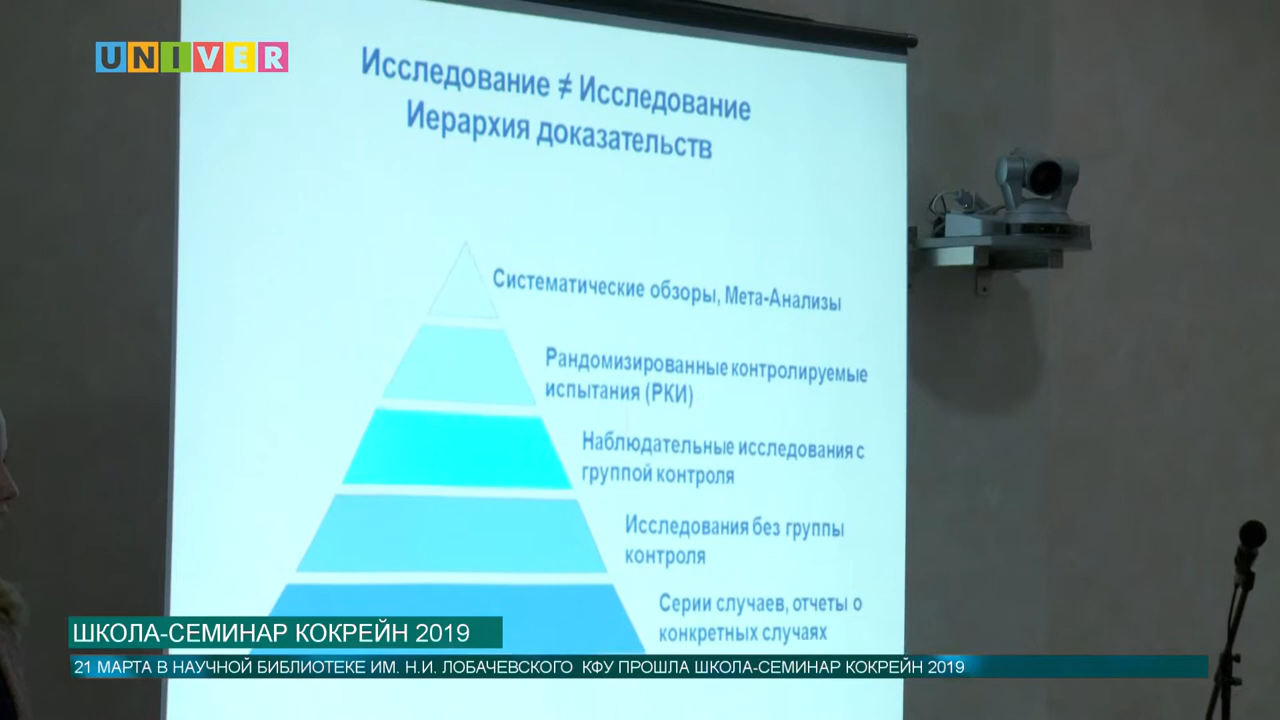 UNIVER
Исследование ≠ Исследование
Иерархия доказательств
Систематические обзоры, Мета-Анализы
Рандомизированные контролируемые
испытания (РКИ)
Наблюдательные исследования с
группой контроля
Исследования без группы
контроля
Серии случаев, отчеты о
конкретных случаях
ШКОЛА-СЕМИНАР КОКРЕЙН 2019
21 МАРТА В НАУЧНОЙ БИБЛИОТЕКЕ ИМ. Н.И. ЛОБАЧЕВСКОГО КФУ ПРОШЛА ШКОЛА-СЕМИНАР КОКРЕЙН 2019